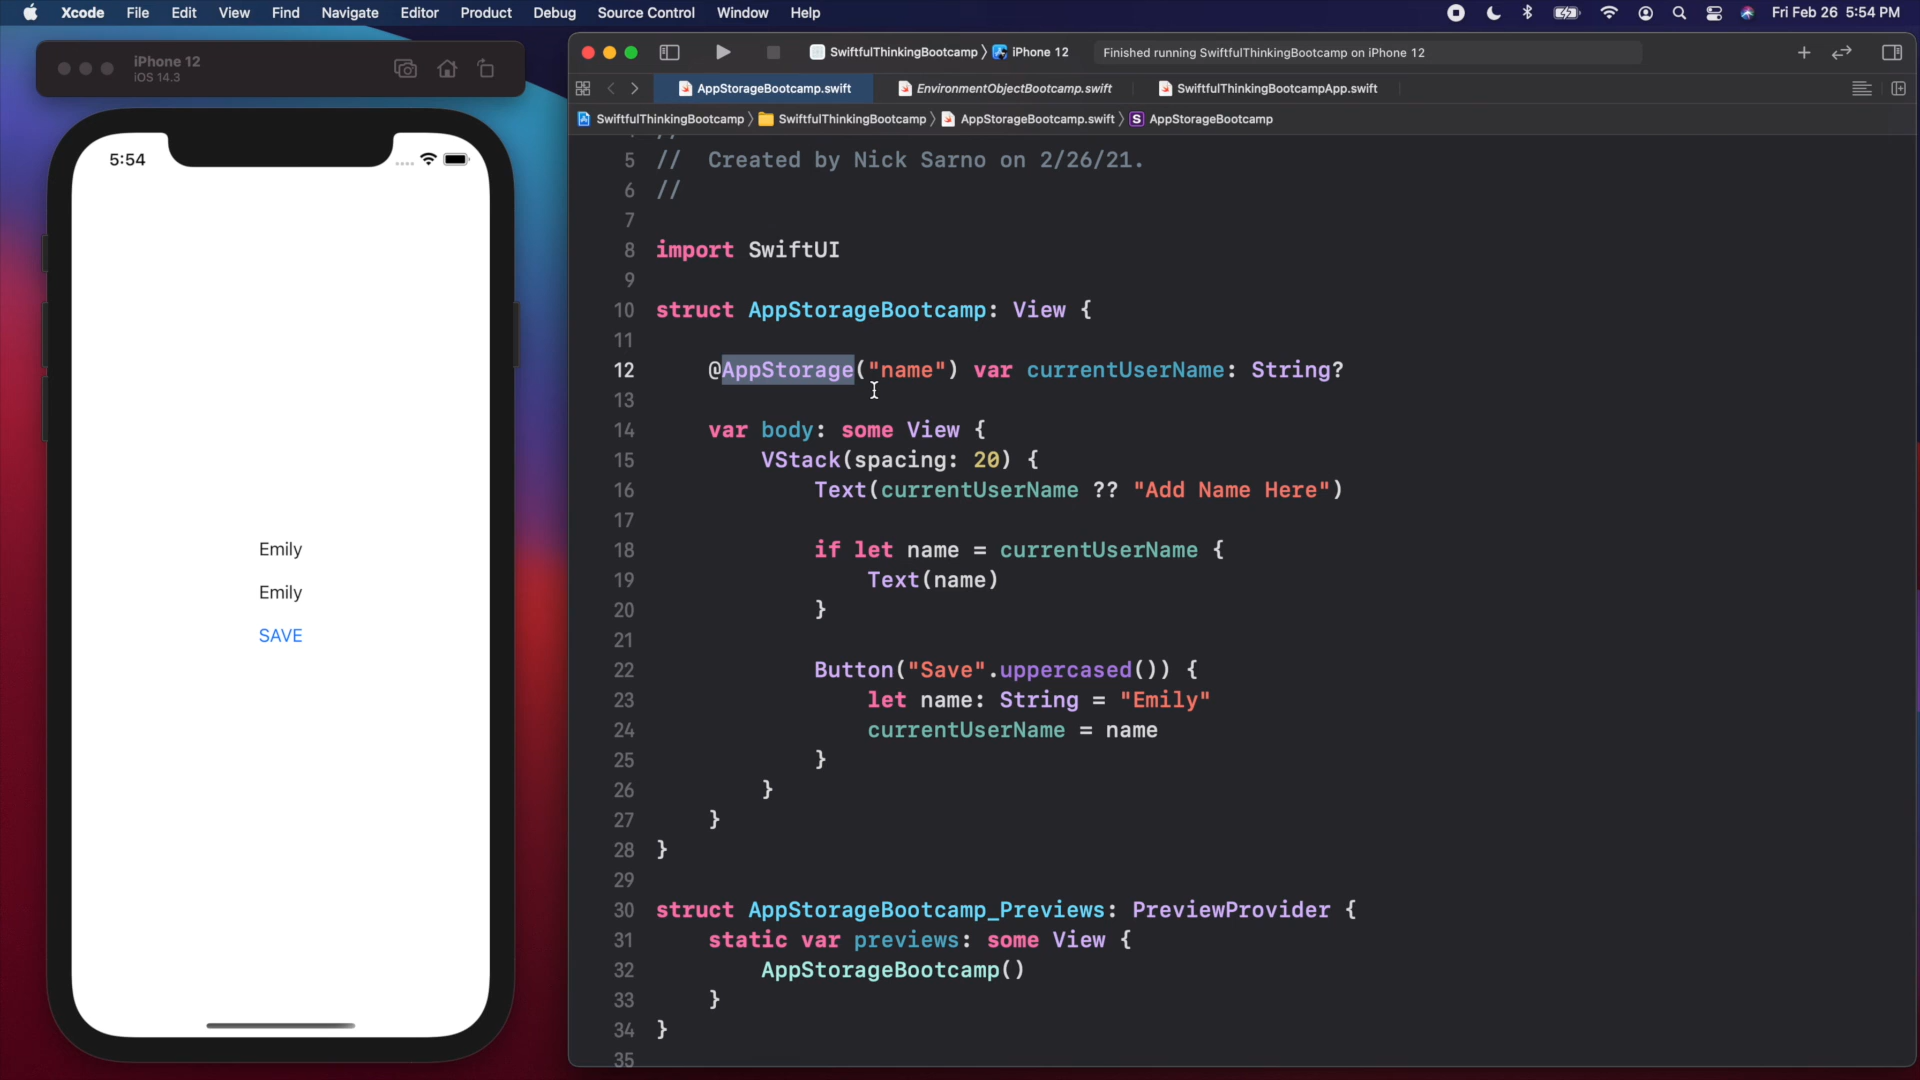 Xcode File Edit View Find Navigate Editor Product Debug Source Control Window Help Fri Feb 26 5:54 PM
iPhone 12
iOS 14.3
5:54
Emily
Emily
SAVE
SwiftfulThinkingBootcamp iPhone 12 Finished running SwiftfulThinkingBootcamp on iPhone 12
AppStorageBootcamp.swift EnvironmentObjectBootcamp.swift SwiftfulThinkingBootcampApp.swift
SwiftfulThinkingBootcamp SwiftfulThinkingBootcamp AppStorageBootcamp.swift S AppStorageBootcamp
5 // Created by Nick Sarno on 2/26/21.
6 //
7
8 import SwiftUI
9
10 struct AppStorageBootcamp: View {
11
12 @AppStorage("name") var currentUserName: String?
13
14 var body: some View {
15 VStack(spacing: 20) {
16 Text(currentUserName ?? "Add Name Here")
17
18 if let name = currentUserName {
19 Text(name)
20 }
21
22 Button("Save".uppercased()) {
23 let name: String = "Emily"
24 currentUserName = name
25 }
26 }
27 }
28 }
29
30 struct AppStorageBootcamp_Previews: PreviewProvider {
31 static var previews: some View {
32 AppStorageBootcamp()
33 }
34 }
35